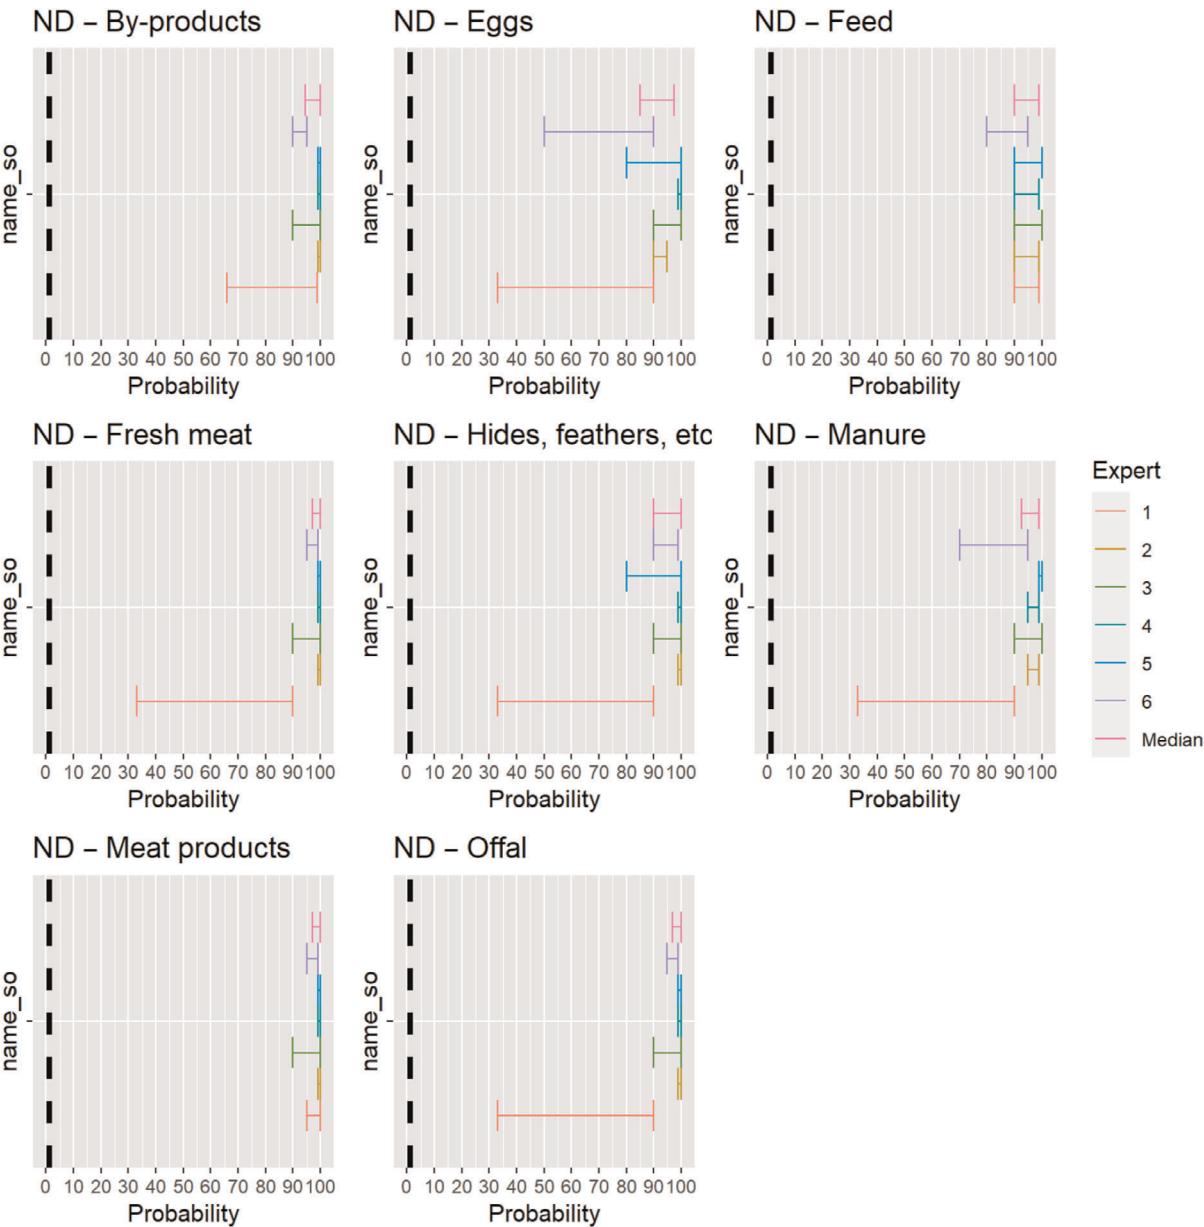 ND – By-products
name_so
0 10 20 30 40 50 60 70 80 90 100
Probability
ND – Eggs
name_so
0 10 20 30 40 50 60 70 80 90 100
Probability
ND – Feed
name_so
0 10 20 30 40 50 60 70 80 90 100
Probability
ND – Fresh meat
name_so
0 10 20 30 40 50 60 70 80 90 100
Probability
ND – Hides, feathers, etc
name_so
0 10 20 30 40 50 60 70 80 90 100
Probability
ND – Manure
name_so
0 10 20 30 40 50 60 70 80 90 100
Probability
Expert
1
2
3
4
5
6
Median
ND – Meat products
name_so
0 10 20 30 40 50 60 70 80 90 100
Probability
ND – Offal
name_so
0 10 20 30 40 50 60 70 80 90 100
Probability